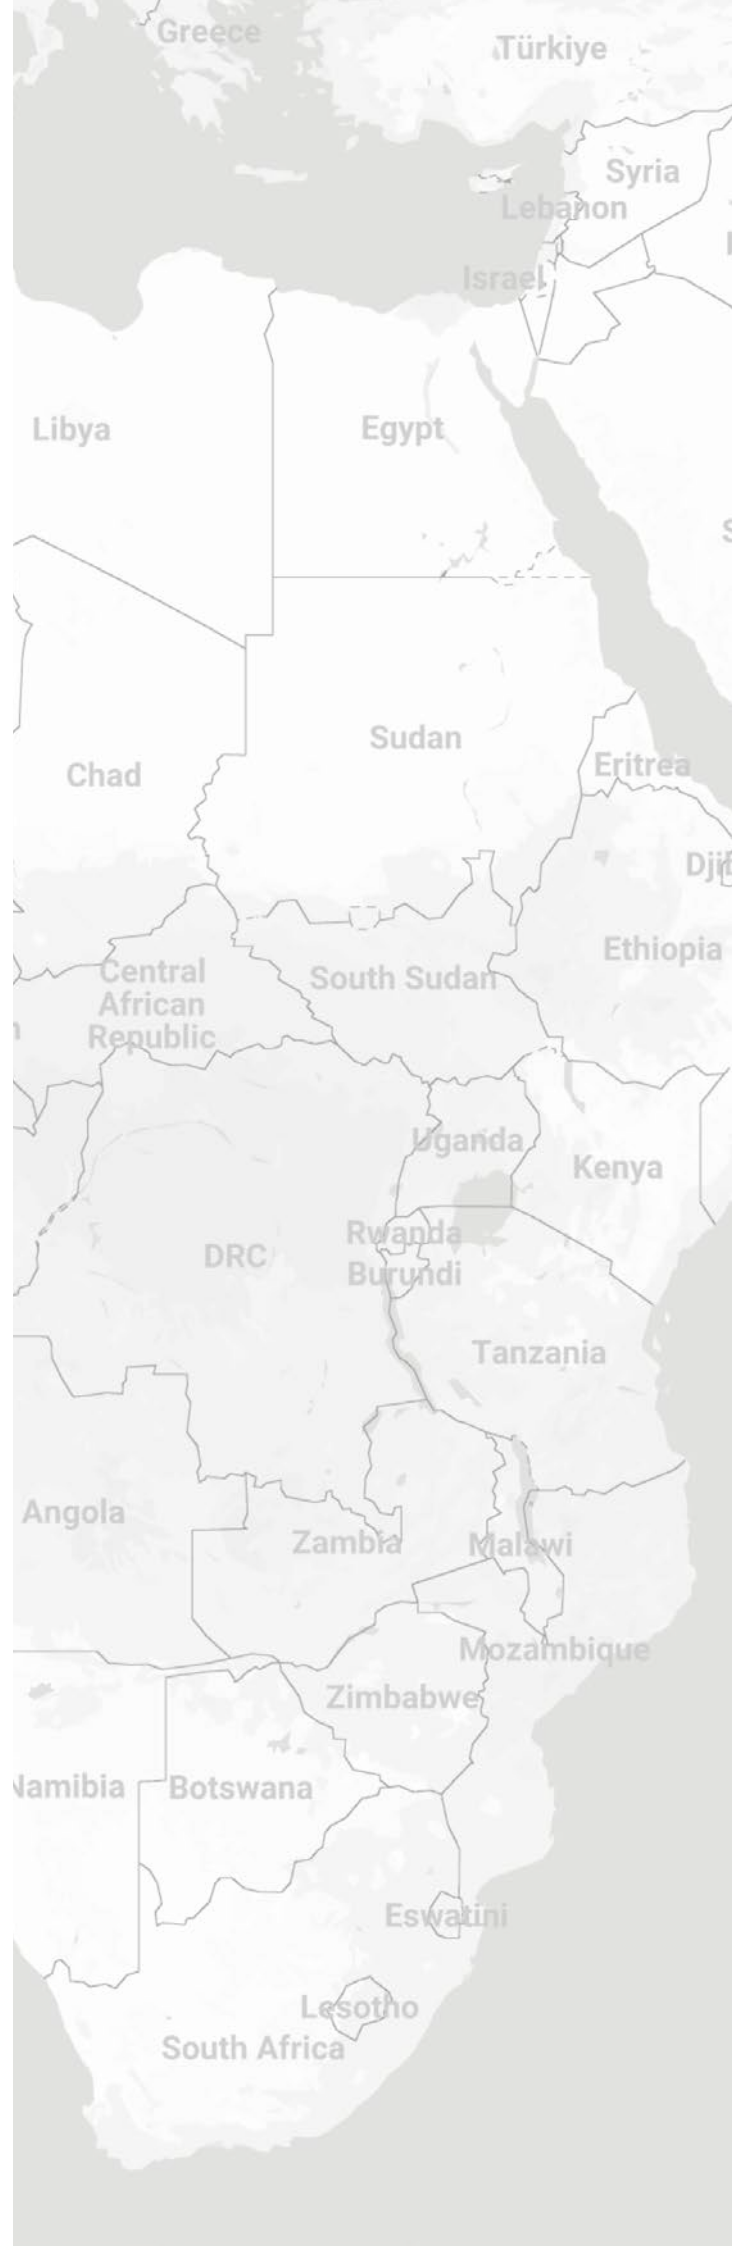 Greece
Türkiye
Syria
Lebanon
Israel
Libya
Egypt
Sudan
Chad
Eritrea
Ethiopia
Central
African
Republic
South Sudan
Uganda
Kenya
Rwanda
DRC
Burundi
Tanzania
Angola
Zambia
Malawi
Mozambique
Zimbabwe
Namibia
Botswana
Eswatini
Lesotho
South Africa